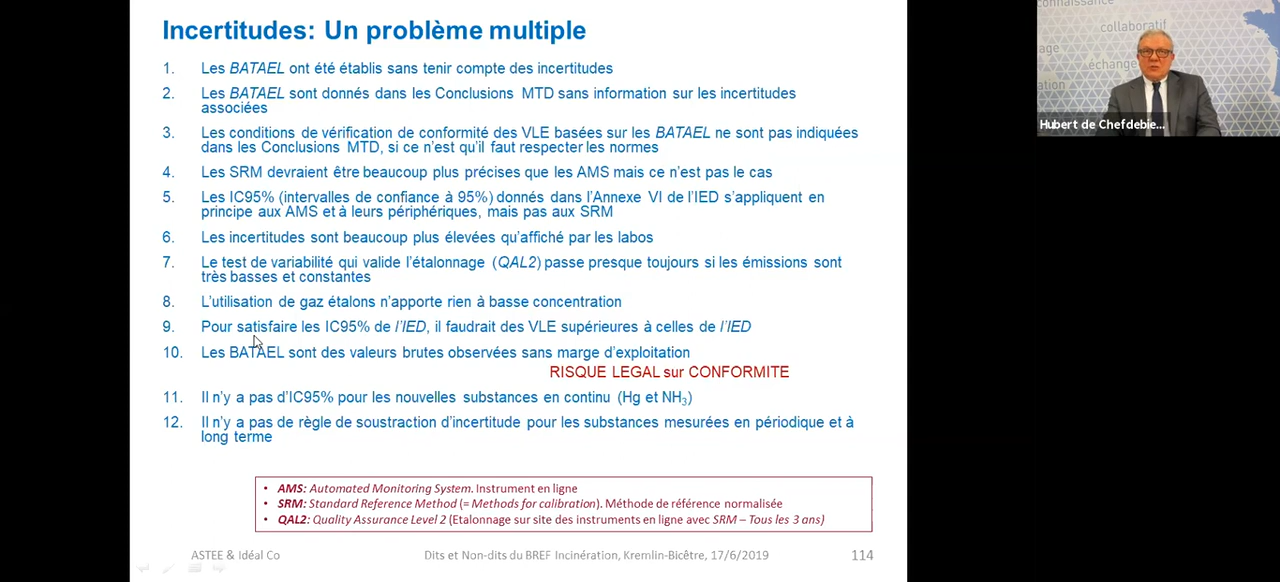 Incertitudes: Un problème multiple
1. Les BATAEL ont été établis sans tenir compte des incertitudes
2. Les BATAEL sont donnés dans les Conclusions MTD sans information sur les incertitudes
associées
3. Les conditions de vérification de conformité des VLE basées sur les BATAEL ne sont pas indiquées
dans les Conclusions MTD, si ce n'est qu'il faut respecter les normes
4. Les SRM devraient être beaucoup plus précises que les AMS mais ce n'est pas le cas
5. Les IC95% (intervalles de confiance à 95%) donnés dans l'Annexe VI de l'IED s'appliquent en
principe aux AMS et à leurs périphériques, mais pas aux SRM
6. Les incertitudes sont beaucoup plus élevées qu'affiché par les labos
7. Le test de variabilité qui valide l'étalonnage (QAL2) passe presque toujours si les émissions sont
très basses et constantes
8. L'utilisation de gaz étalons n'apporte rien à basse concentration
9. Pour satisfaire les IC95% de l'IED, il faudrait des VLE supérieures à celles de l'IED
10. Les BATAEL sont des valeurs brutes observées sans marge d'exploitation
RISQUE LEGAL sur CONFORMITE
11. Il n'y a pas d'IC95% pour les nouvelles substances en continu (Hg et NH3)
12. Il n'y a pas de règle de soustraction d'incertitude pour les substances mesurées en périodique et à
long terme
• AMS: Automated Monitoring System. Instrument en ligne
• SRM: Standard Reference Method (= Methods for calibration). Méthode de référence normalisée
• QAL2: Quality Assurance Level 2 (Etalonnage sur site des instruments en ligne avec SRM – Tous les 3 ans)
ASTEE & Idéal Co
Dits et Non-dits du BREF Incinération, Kremlin-Bicêtre, 17/6/2019
114
connaissance
collaboratif
échange
Hubert de Chefdebie...